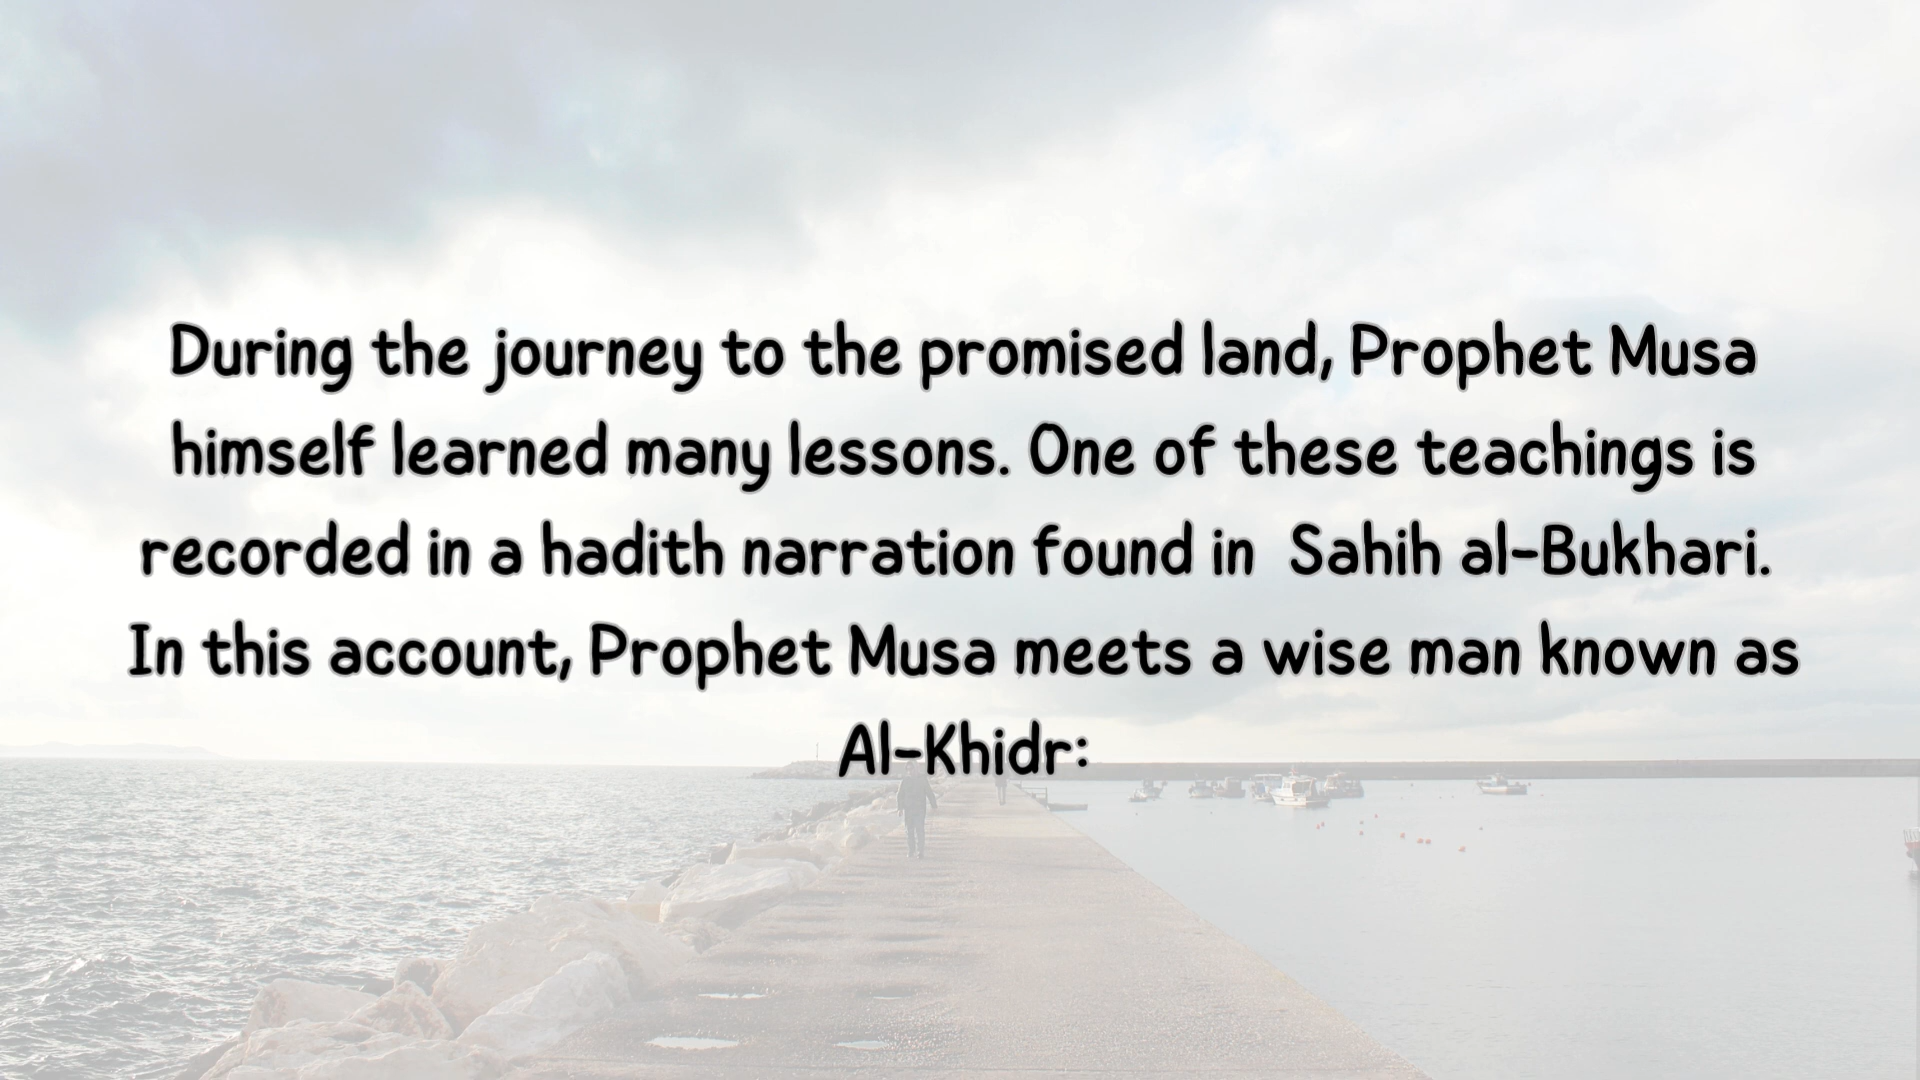 During the journey to the promised land, Prophet Musa
himself learned many lessons. One of these teachings is
recorded in a hadith narration found in  Sahih al-Bukhari.
In this account, Prophet Musa meets a wise man known as
Al-Khidr: